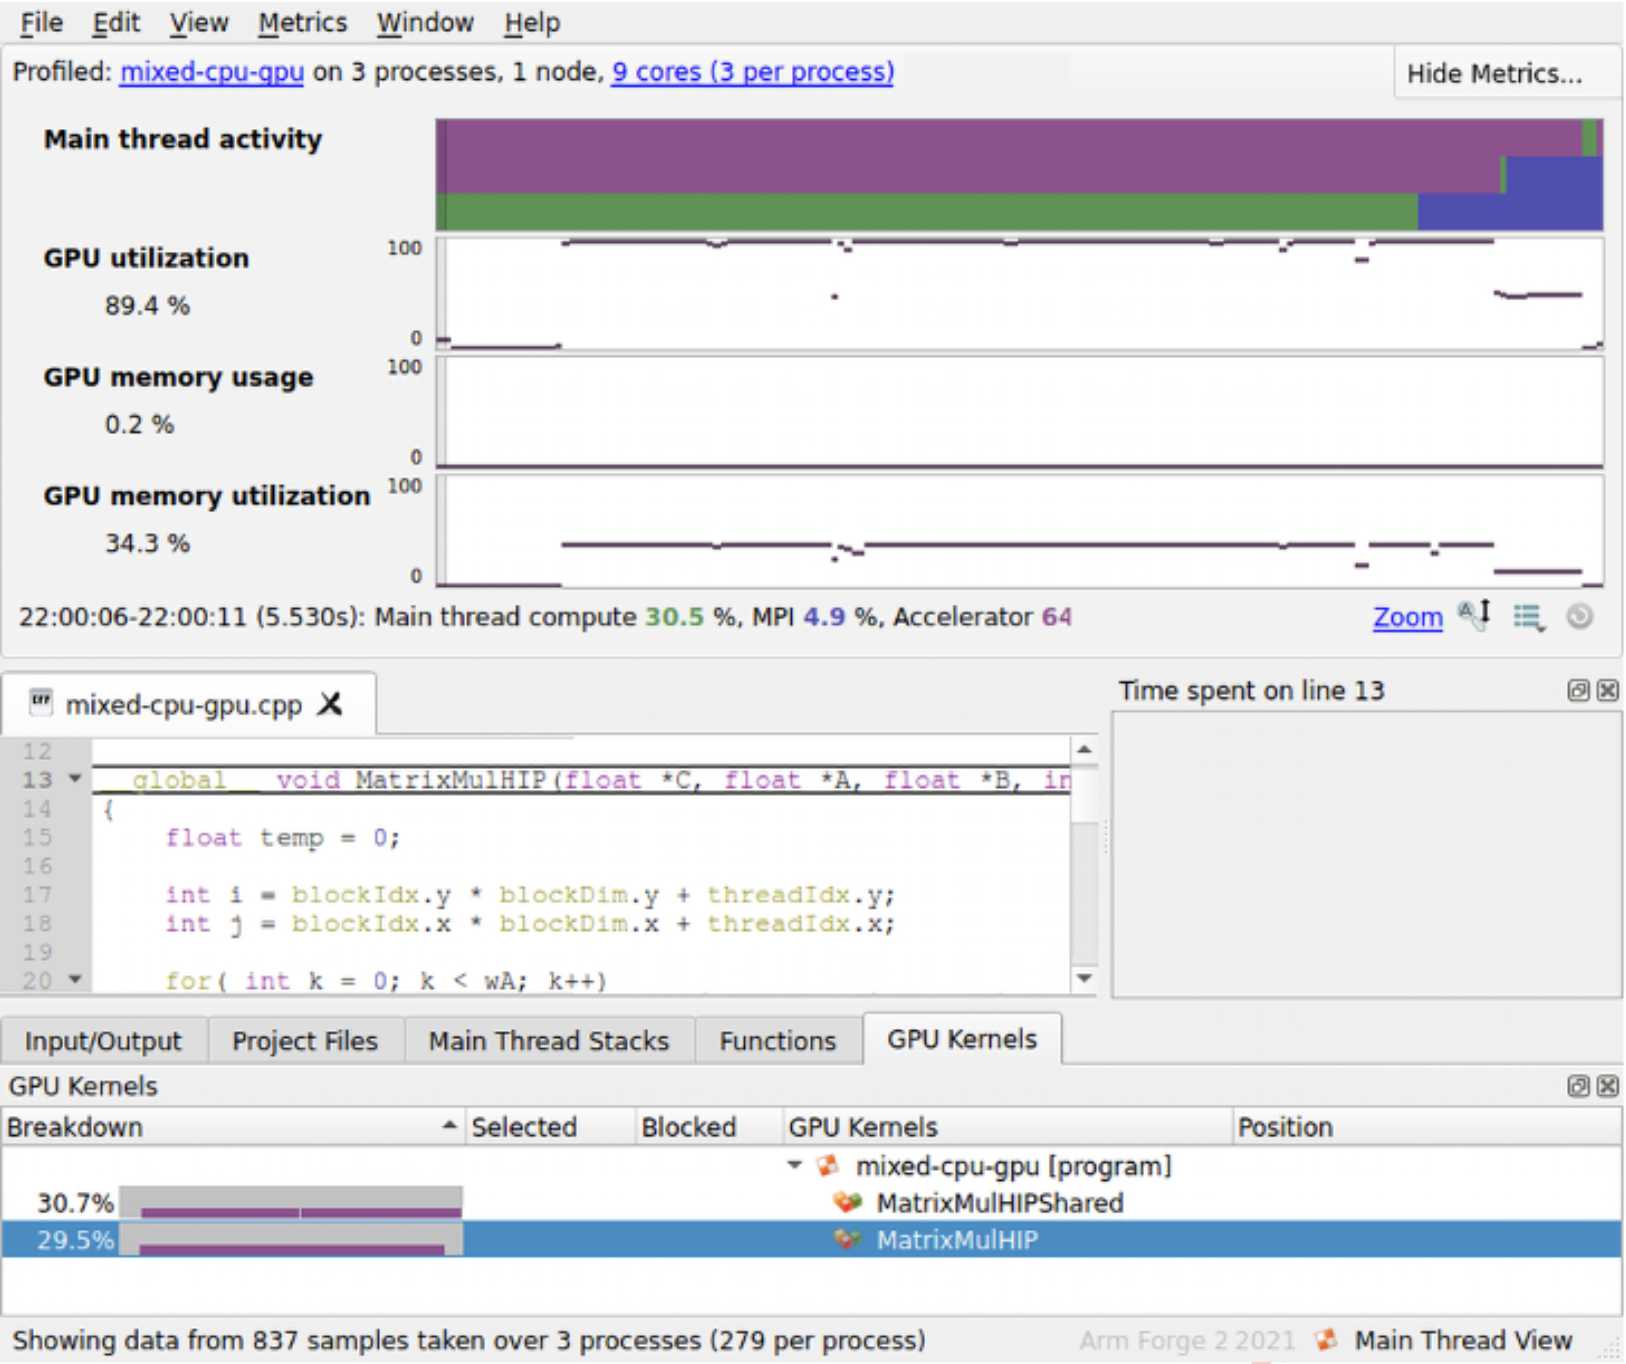 File Edit View Metrics Window Help
Profiled: mixed-cpu-gpu on 3 processes, 1 node, 9 cores (3 per process)
Hide Metrics...
Main thread activity
GPU utilization
89.4 %
100
0
GPU memory usage
0.2 %
100
0
GPU memory utilization
34.3 %
100
0
22:00:06-22:00:11 (5.530s): Main thread compute 30.5 %, MPI 4.9 %, Accelerator 64
Zoom
mixed-cpu-gpu.cpp
Time spent on line 13
12
13 __global__ void MatrixMulHIP(float *C, float *A, float *B, in
14 {
15 float temp = 0;
16
17 int i = blockIdx.y * blockDim.y + threadIdx.y;
18 int j = blockIdx.x * blockDim.x + threadIdx.x;
19
20 for( int k = 0; k < wA; k++)
Input/Output Project Files Main Thread Stacks Functions GPU Kernels
GPU Kernels
Breakdown Selected Blocked GPU Kernels Position
mixed-cpu-gpu [program]
30.7% MatrixMulHIPShared
29.5% MatrixMulHIP
Showing data from 837 samples taken over 3 processes (279 per process)
Arm Forge 2 2021 Main Thread View